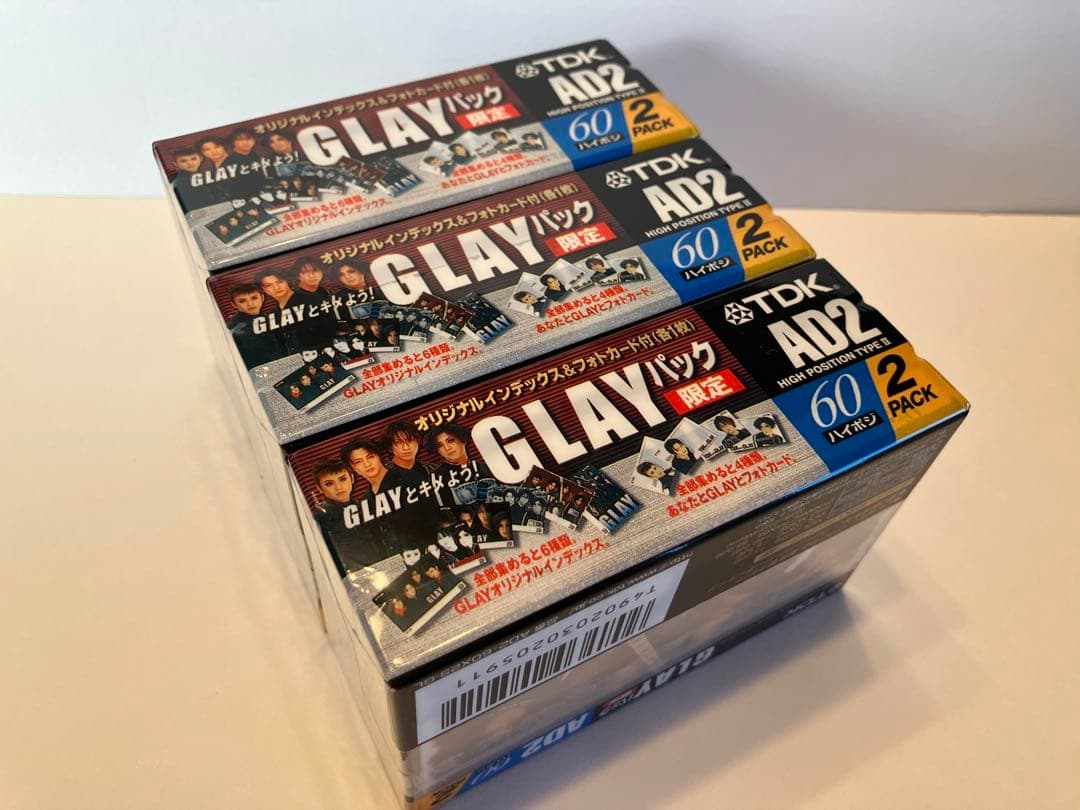 オリジナルインデックス&フォトカード付(各1枚)
GLAYパック
限定
GLAYとキメよう!
全部集めると6種類。
GLAYオリジナルインデックス。
全部集めると4種類。
あなたとGLAYとフォトカード。
TDK
AD2
HIGH POSITION TYPE II
60
ハイポジ
2
PACK
オリジナルインデックス&フォトカード付(各1枚)
GLAYパック
限定
GLAYとキメよう!
全部集めると6種類。
GLAYオリジナルインデックス。
全部集めると4種類。
あなたとGLAYとフォトカード。
TDK
AD2
HIGH POSITION TYPE II
60
ハイポジ
2
PACK
オリジナルインデックス&フォトカード付(各1枚)
GLAYパック
限定
GLAYとキメよう!
GLAY
全部集めると6種類。
GLAYオリジナルインデックス。
全部集めると4種類。
あなたとGLAYとフォトカード。
TDK
AD2
HIGH POSITION TYPE II
60
ハイポジ
2
PACK
T4902030205911
TDK
GLAY
AD2